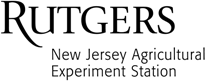 RUTGERS
New Jersey Agricultural
Experiment Station